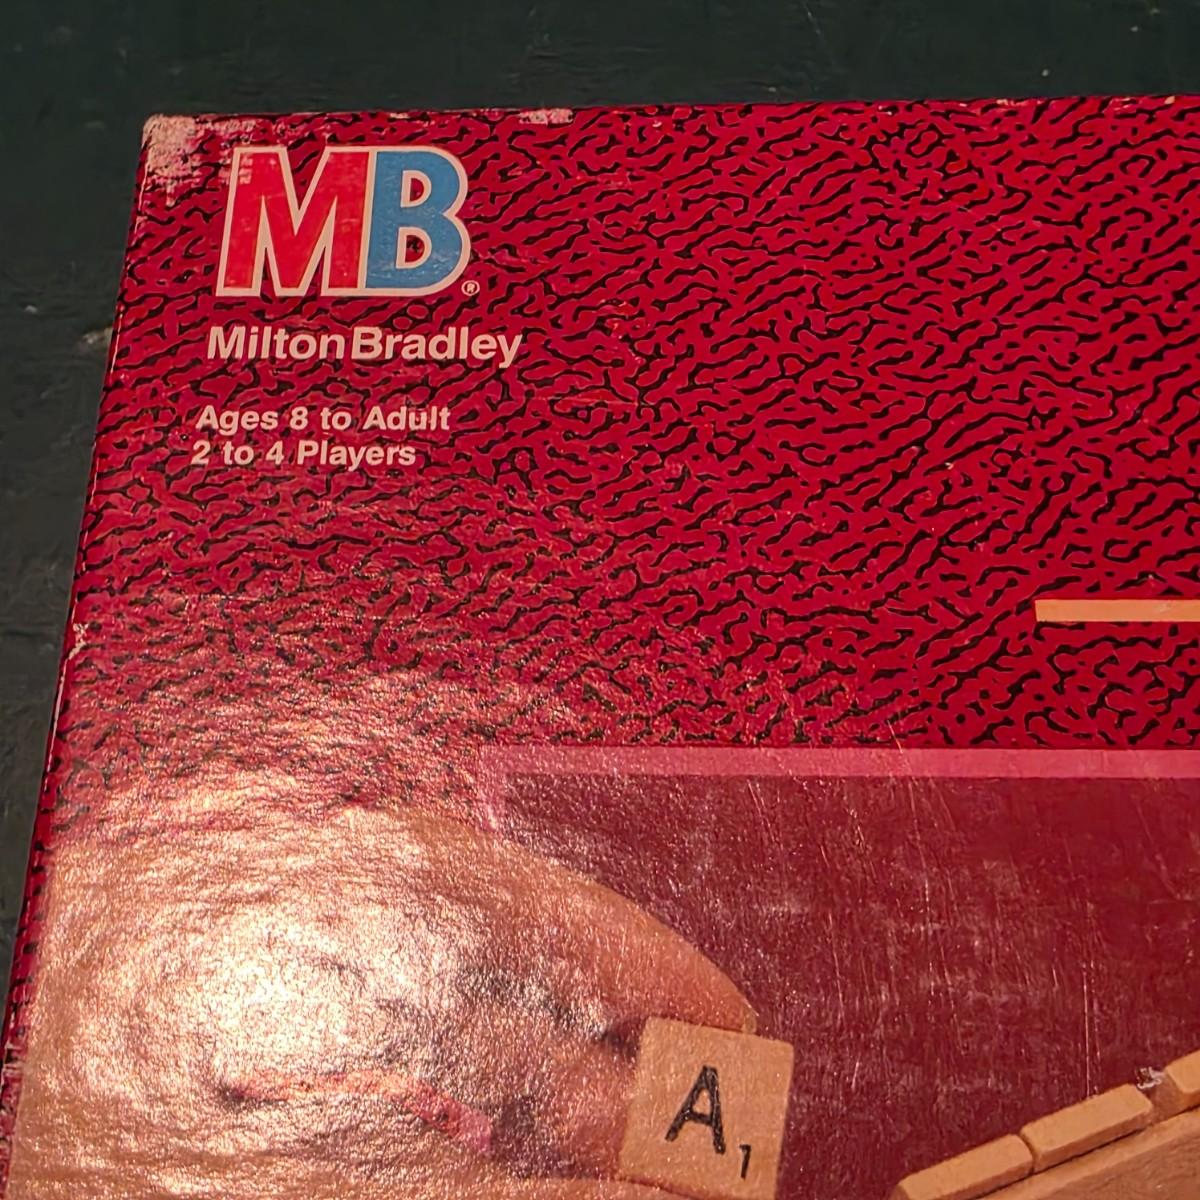 MB®
Milton Bradley
Ages 8 to Adult
2 to 4 Players
A1